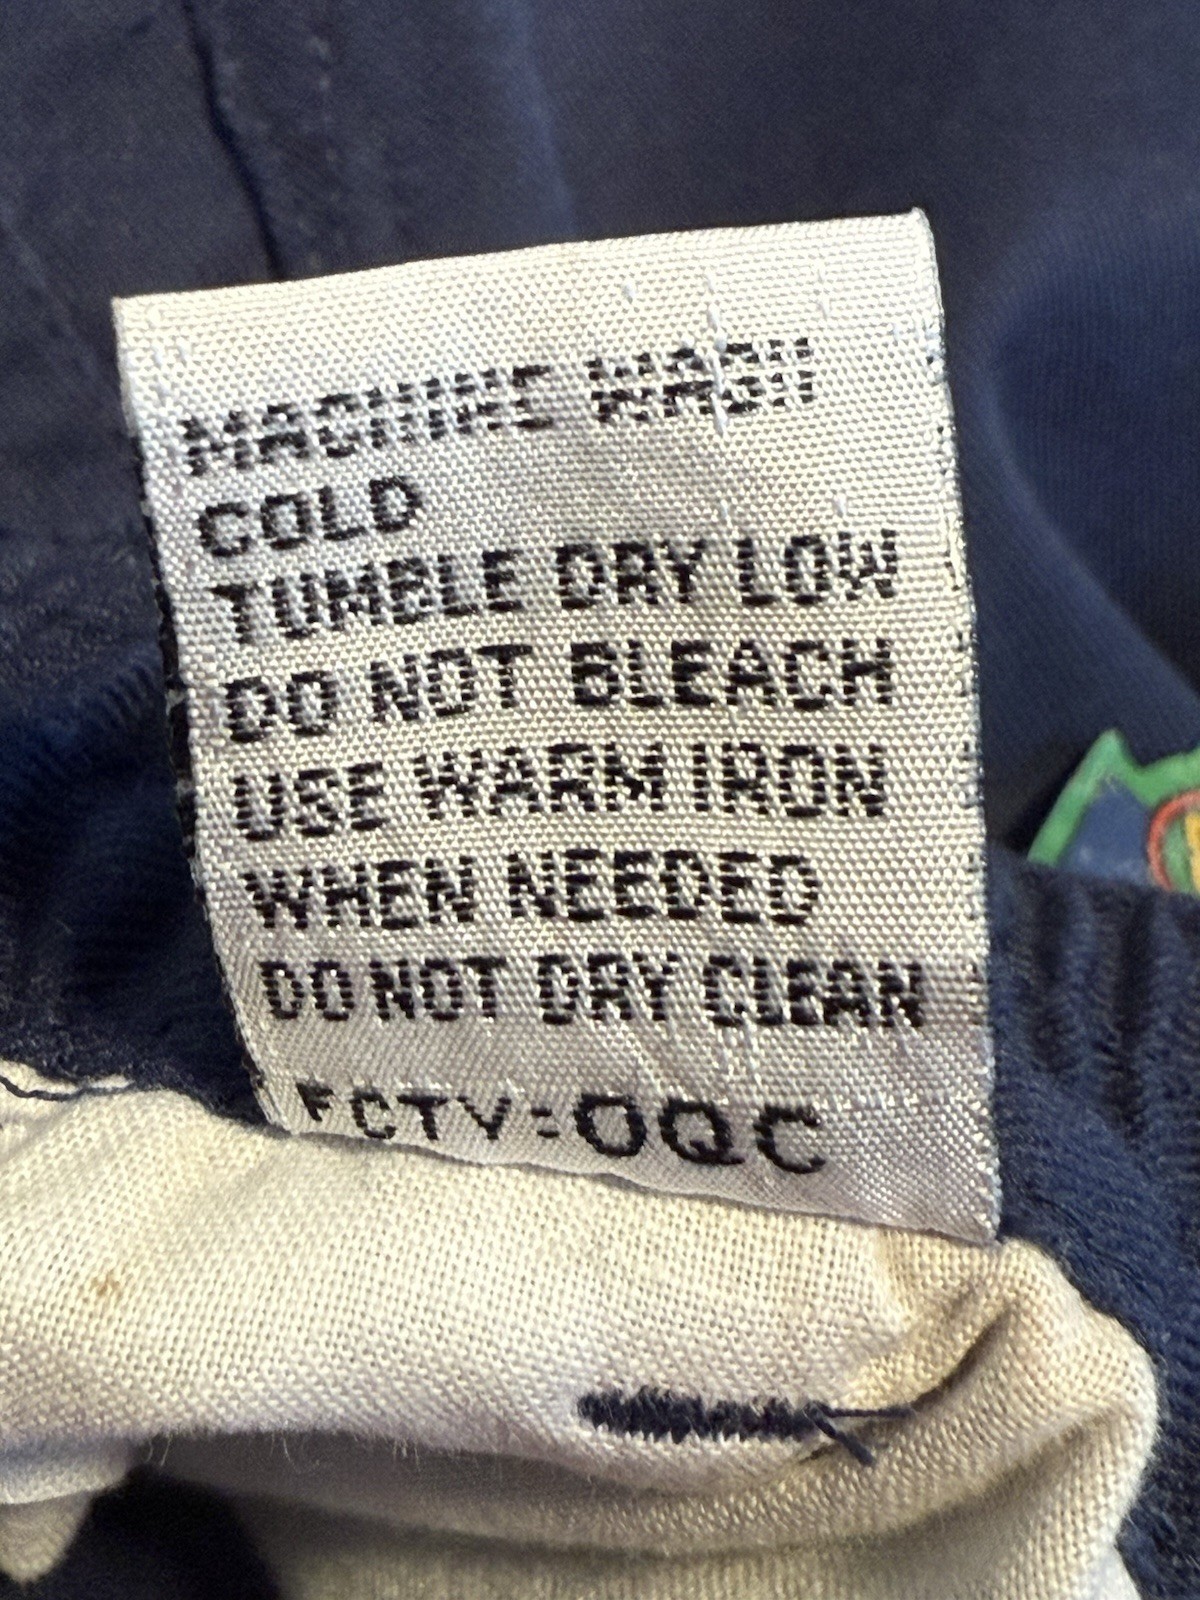 MACHINE WASH
COLD
TUMBLE DRY LOW
DO NOT BLEACH
USE WARM IRON
WHEN NEEDED
DO NOT DRY CLEAN
FCTY:OQC